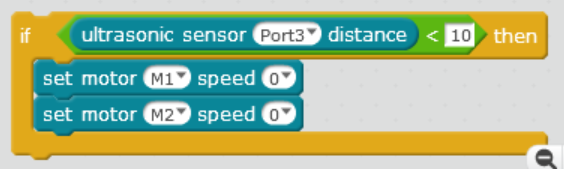 if ultrasonic sensor Port3 distance < 10 then
set motor M1 speed 0
set motor M2 speed 0